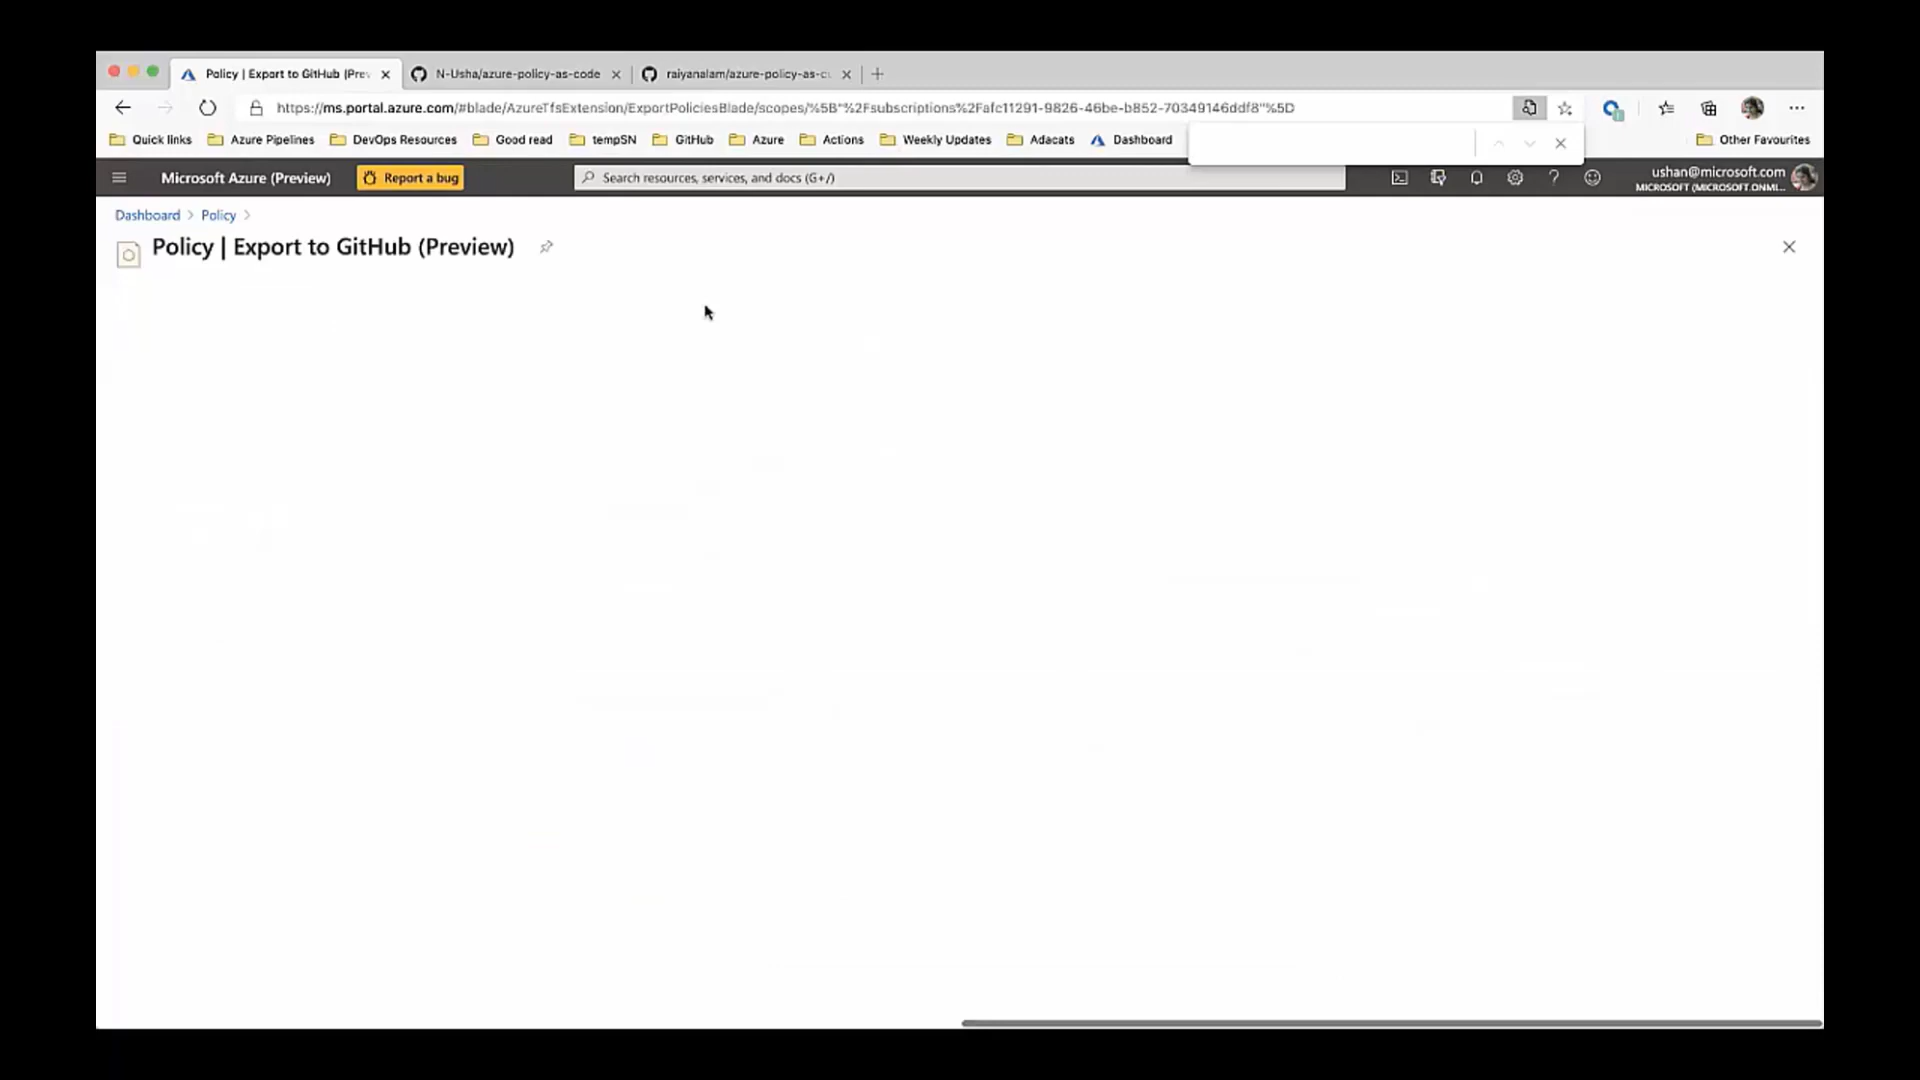 Policy | Export to GitHub (Prev
N-Usha/azure-policy-as-code
raiyanalam/azure-policy-as-c
https://ms.portal.azure.com/#blade/AzureTfsExtension/ExportPoliciesBlade/scopes/%5B"%2Fsubscriptions%2Fafc11291-9826-46be-b852-70349146ddf8"%5D
Quick links
Azure Pipelines
DevOps Resources
Good read
tempSN
GitHub
Azure
Actions
Weekly Updates
Adacats
Dashboard
Other Favourites
Microsoft Azure (Preview)
Report a bug
Search resources, services, and docs (G+/)
ushan@microsoft.com
MICROSOFT (MICROSOFT.ONMI...
Dashboard > Policy >
Policy | Export to GitHub (Preview)